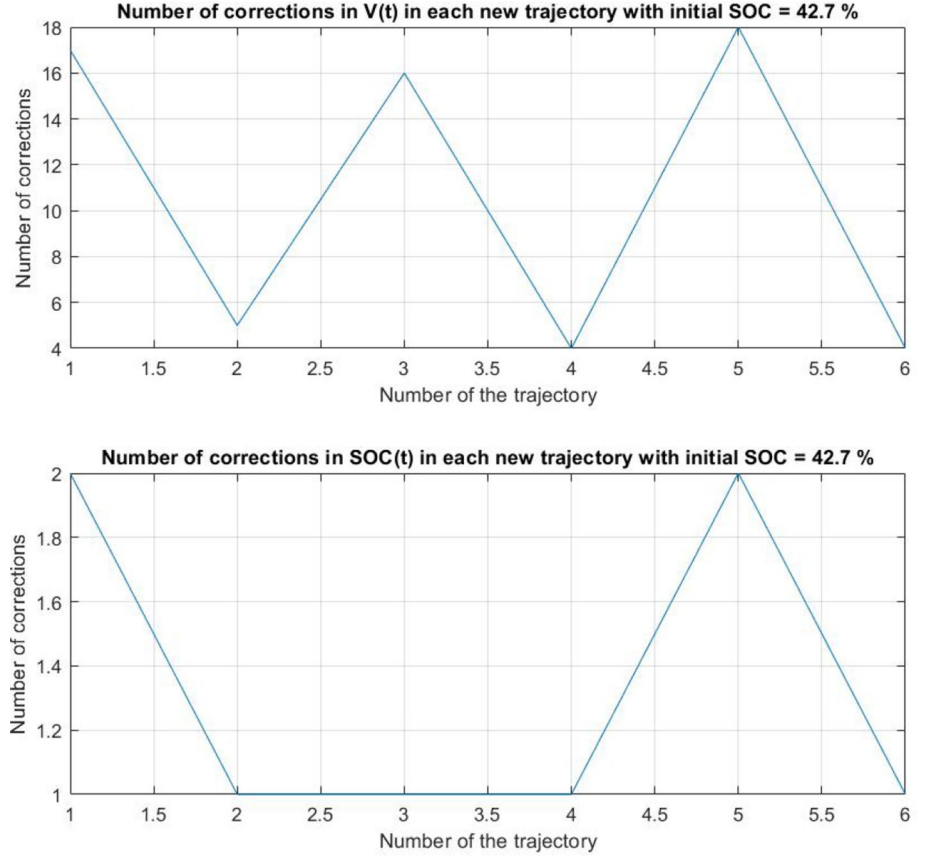 Number of corrections in V(t) in each new trajectory with initial SOC = 42.7 %
Number of corrections
18
16
14
12
10
8
6
4
1 1.5 2 2.5 3 3.5 4 4.5 5 5.5 6
Number of the trajectory
Number of corrections in SOC(t) in each new trajectory with initial SOC = 42.7 %
Number of corrections
2
1.8
1.6
1.4
1.2
1
1 1.5 2 2.5 3 3.5 4 4.5 5 5.5 6
Number of the trajectory